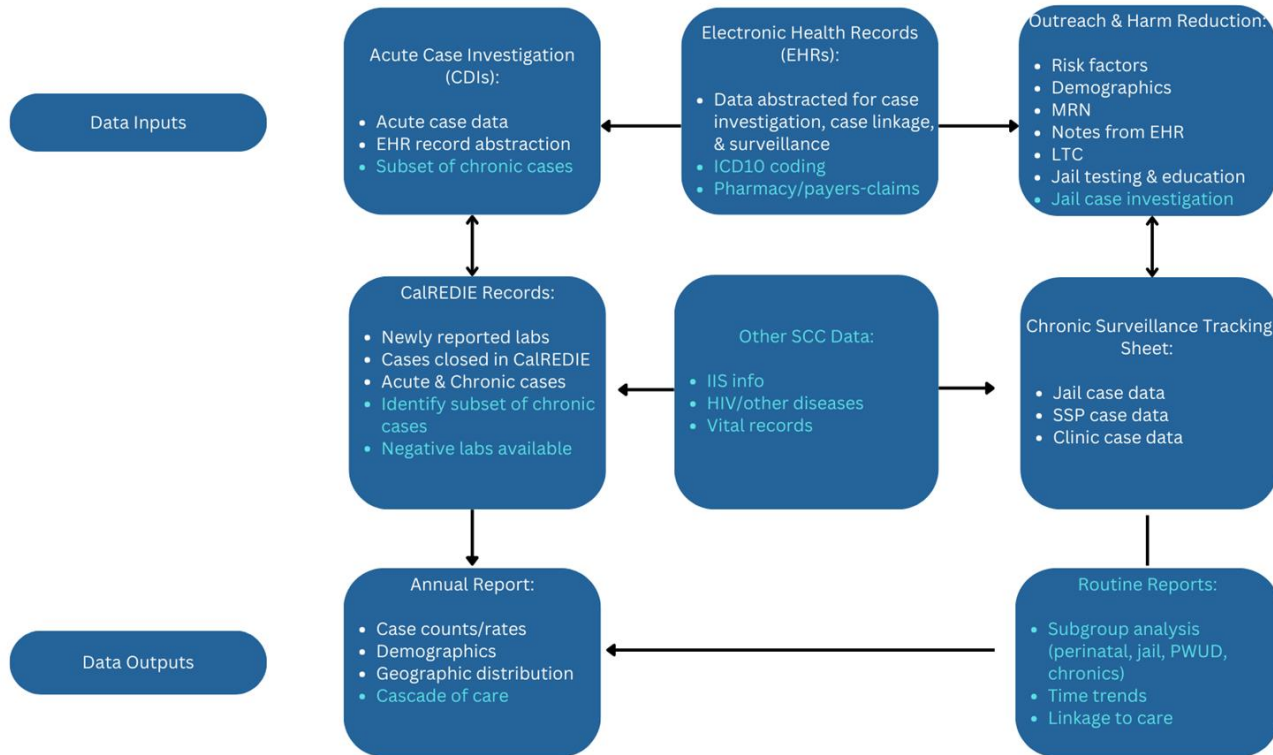 Data Inputs
Acute Case Investigation
(CDIs):
• Acute case data
• EHR record abstraction
• Subset of chronic cases
Electronic Health Records
(EHRs):
• Data abstracted for case
investigation, case linkage,
& surveillance
• ICD10 coding
• Pharmacy/payers-claims
Outreach & Harm Reduction:
• Risk factors
• Demographics
• MRN
• Notes from EHR
• LTC
• Jail testing & education
• Jail case investigation
CalREDIE Records:
• Newly reported labs
• Cases closed in CalREDIE
• Acute & Chronic cases
• Identify subset of chronic
cases
• Negative labs available
Other SCC Data:
• IIS info
• HIV/other diseases
• Vital records
Chronic Surveillance Tracking
Sheet:
• Jail case data
• SSP case data
• Clinic case data
Data Outputs
Annual Report:
• Case counts/rates
• Demographics
• Geographic distribution
• Cascade of care
Routine Reports:
• Subgroup analysis
(perinatal, jail, PWUD,
chronics)
• Time trends
• Linkage to care